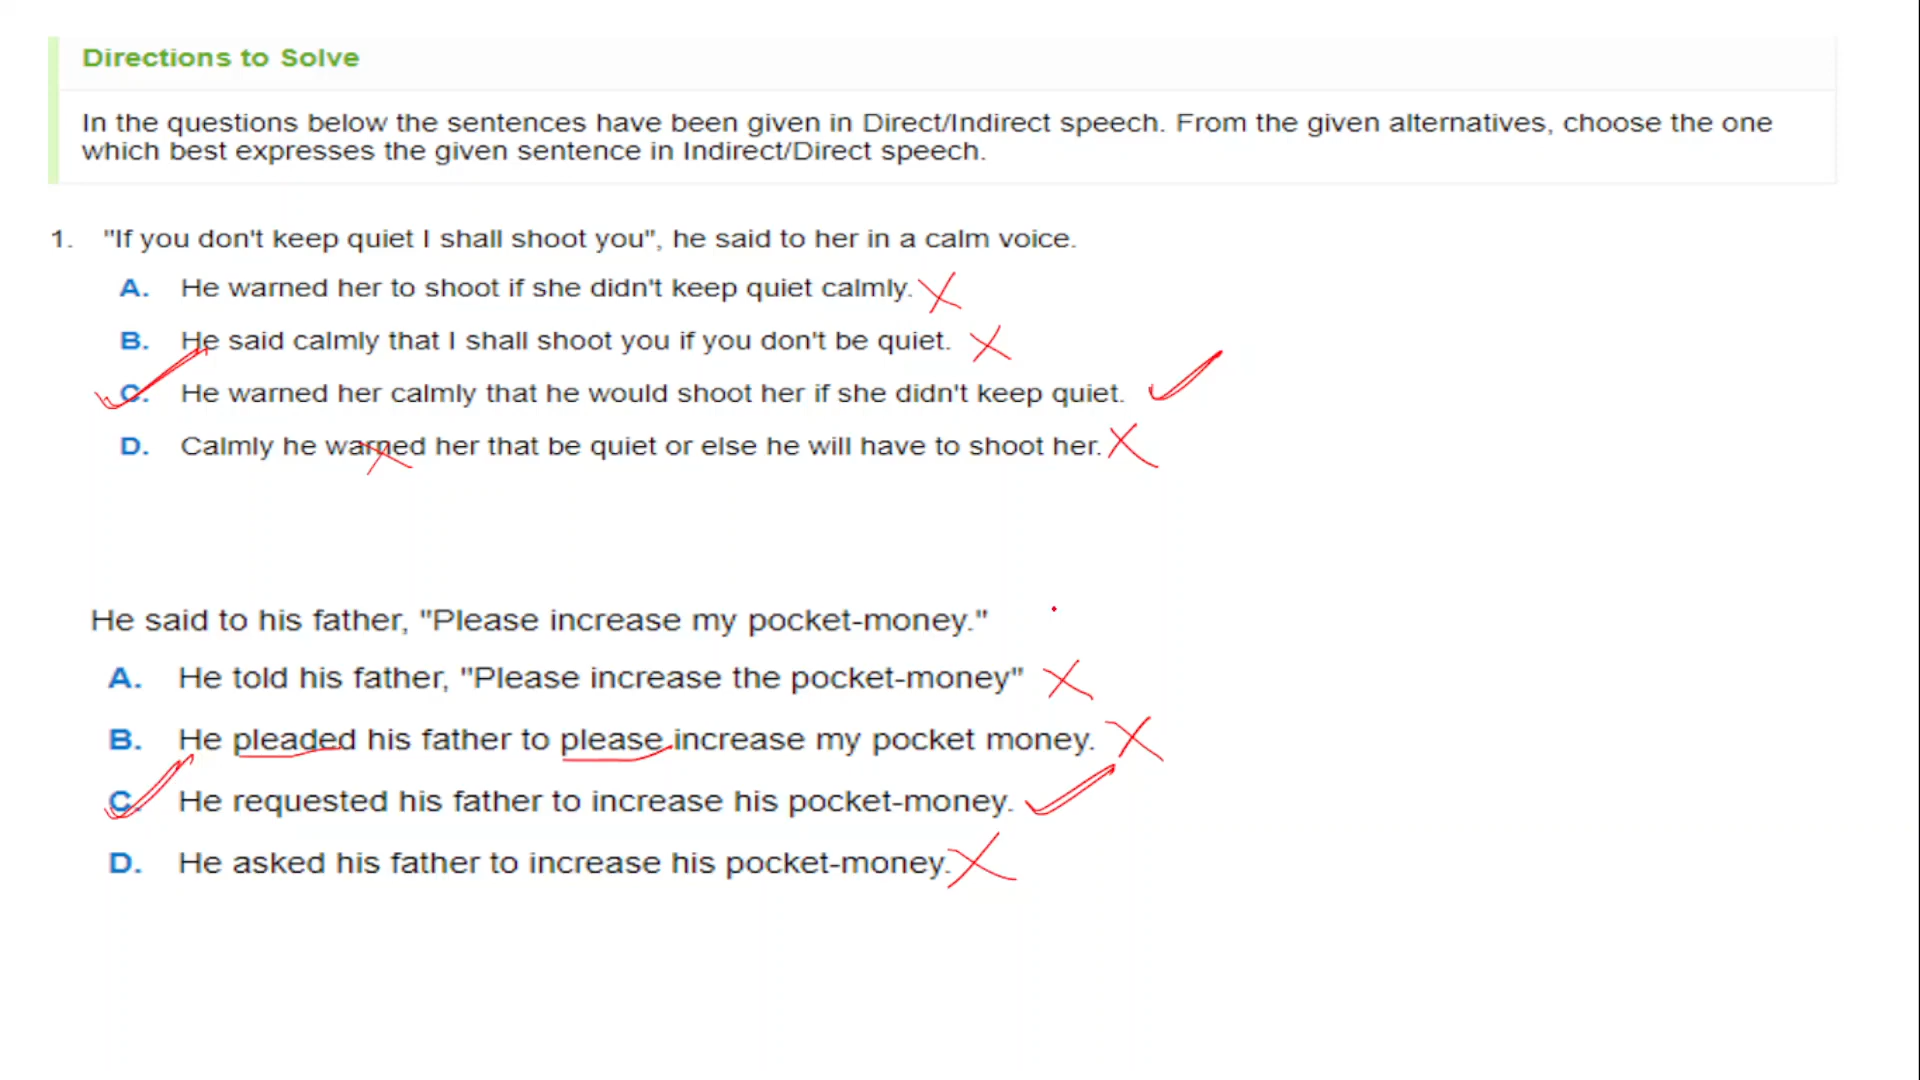 Directions to Solve
In the questions below the sentences have been given in Direct/Indirect speech. From the given alternatives, choose the one
which best expresses the given sentence in Indirect/Direct speech.
1. "If you don't keep quiet I shall shoot you", he said to her in a calm voice.
A. He warned her to shoot if she didn't keep quiet calmly.
B. He said calmly that I shall shoot you if you don't be quiet.
C. He warned her calmly that he would shoot her if she didn't keep quiet.
D. Calmly he warned her that be quiet or else he will have to shoot her.
He said to his father, "Please increase my pocket-money."
A. He told his father, "Please increase the pocket-money"
B. He pleaded his father to please increase my pocket money.
C. He requested his father to increase his pocket-money.
D. He asked his father to increase his pocket-money.